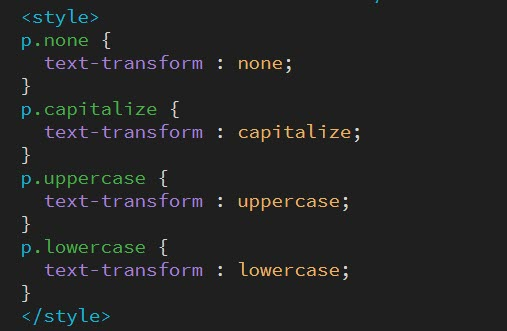 <style>
p.none {
  text-transform : none;
}
p.capitalize {
  text-transform : capitalize;
}
p.uppercase {
  text-transform : uppercase;
}
p.lowercase {
  text-transform : lowercase;
}
</style>